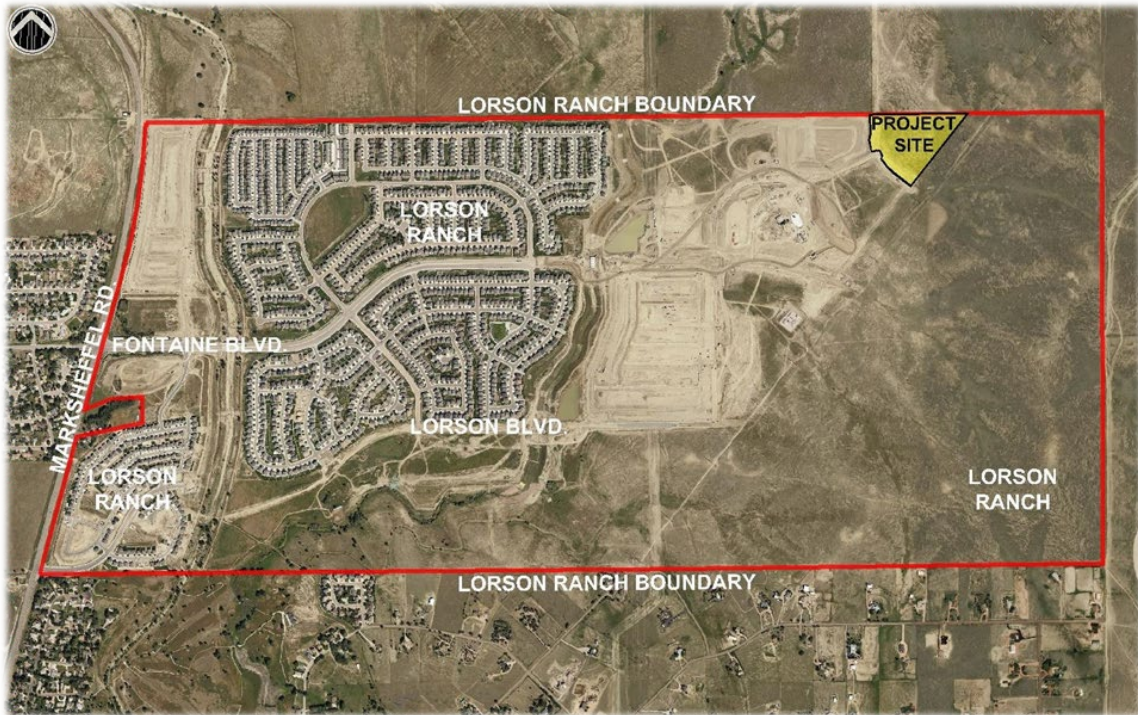 LORSON RANCH BOUNDARY
PROJECT
SITE
LORSON
RANCH
MARKSHEFFEL RD.
FONTAINE BLVD.
LORSON BLVD.
LORSON
RANCH
LORSON
RANCH
LORSON RANCH BOUNDARY